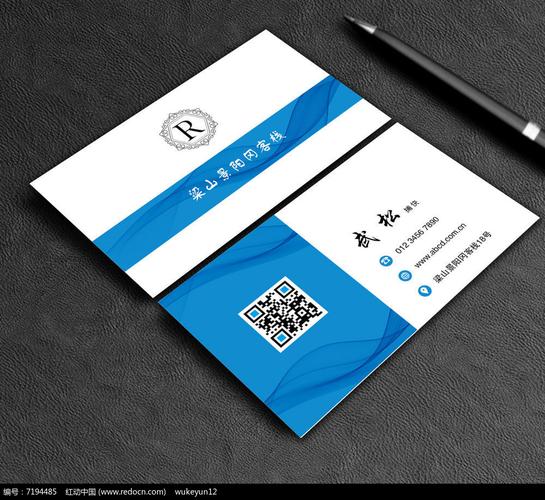 R
梁山景阳冈客栈
武松 捕快
012 3456 7890
www.abcd.com.cn
梁山景阳冈客栈18号
编号：7194485 红动中国 (www.redocn.com) wukeyun12